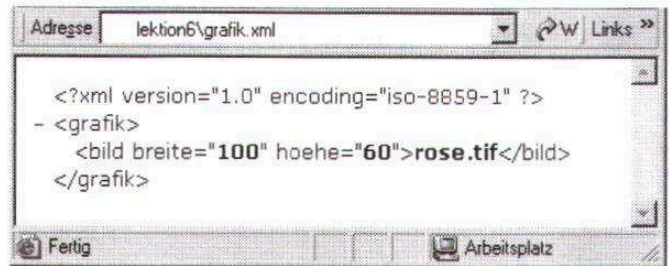 Adresse lektion6\grafik.xml W Links »
<?xml version="1.0" encoding="iso-8859-1" ?>
- <grafik>
<bild breite="100" hoehe="60">rose.tif</bild>
</grafik>
Fertig Arbeitsplatz